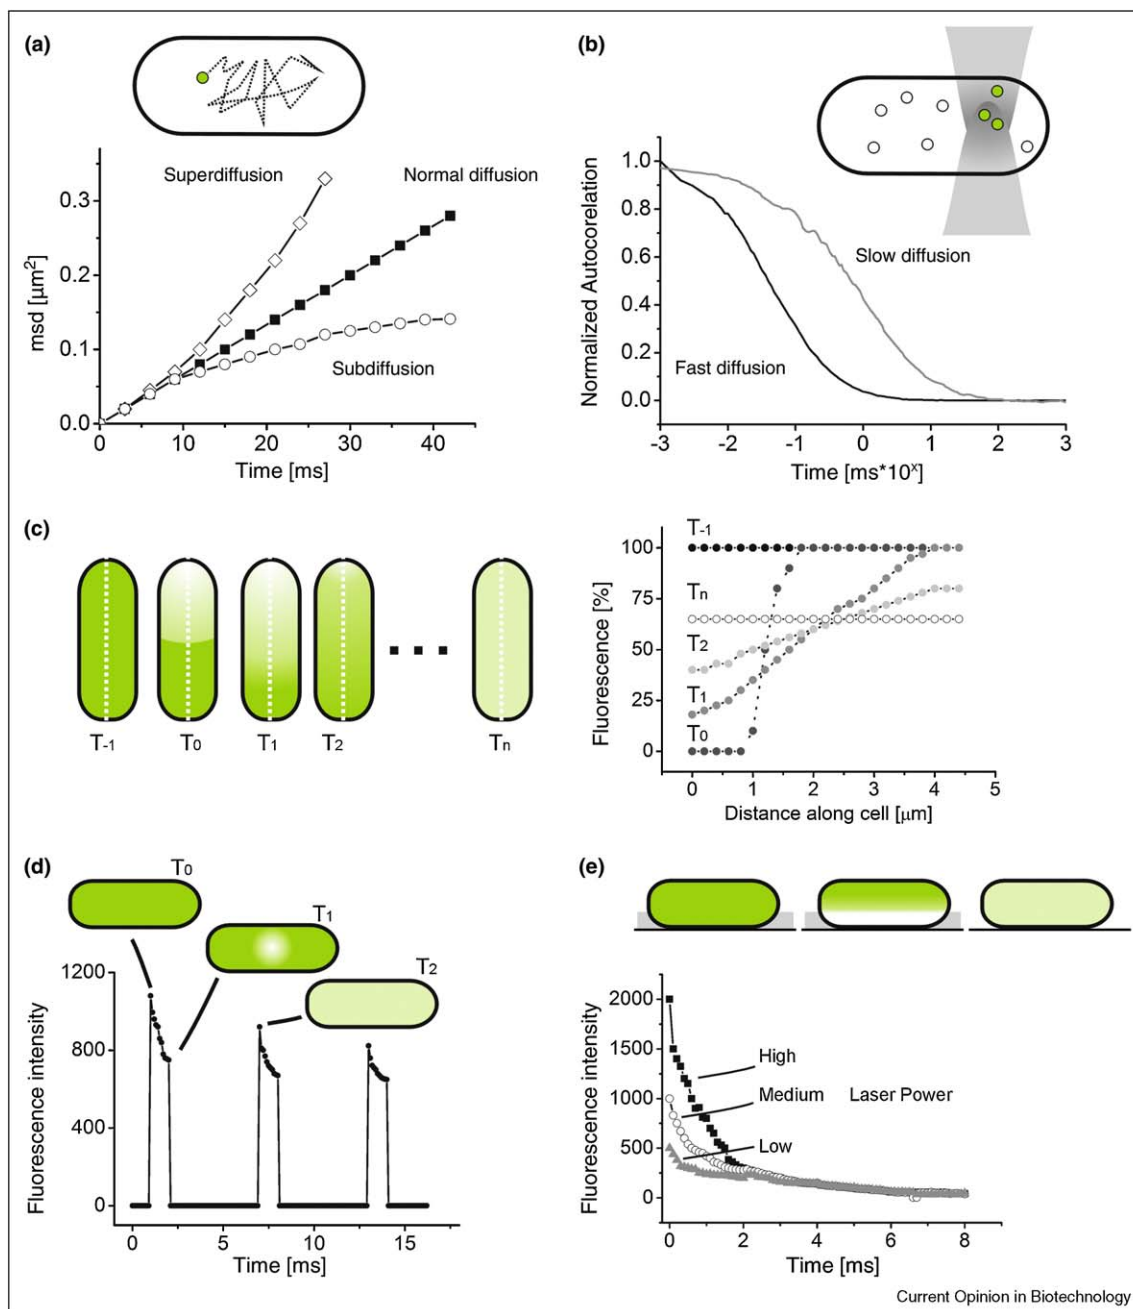 (a)
Superdiffusion
Normal diffusion
Subdiffusion
msd [μm²]
0.3
0.2
0.1
0.0
0 10 20 30 40
Time [ms]
(b)
Normalized Autocorelation
1.0
0.8
0.6
0.4
0.2
0.0
Slow diffusion
Fast diffusion
-3 -2 -1 0 1 2 3
Time [ms*10ˣ]
(c)
T₋₁ T₀ T₁ T₂ Tₙ
Fluorescence [%]
100
75
50
25
0
T₋₁
Tₙ
T₂
T₁
T₀
0 1 2 3 4 5
Distance along cell [μm]
(d)
T₀
T₁
T₂
Fluorescence intensity
1200
800
400
0
0 5 10 15
Time [ms]
(e)
Fluorescence intensity
2000
1500
1000
500
0
High
Medium Laser Power
Low
0 2 4 6 8
Time [ms]
Current Opinion in Biotechnology